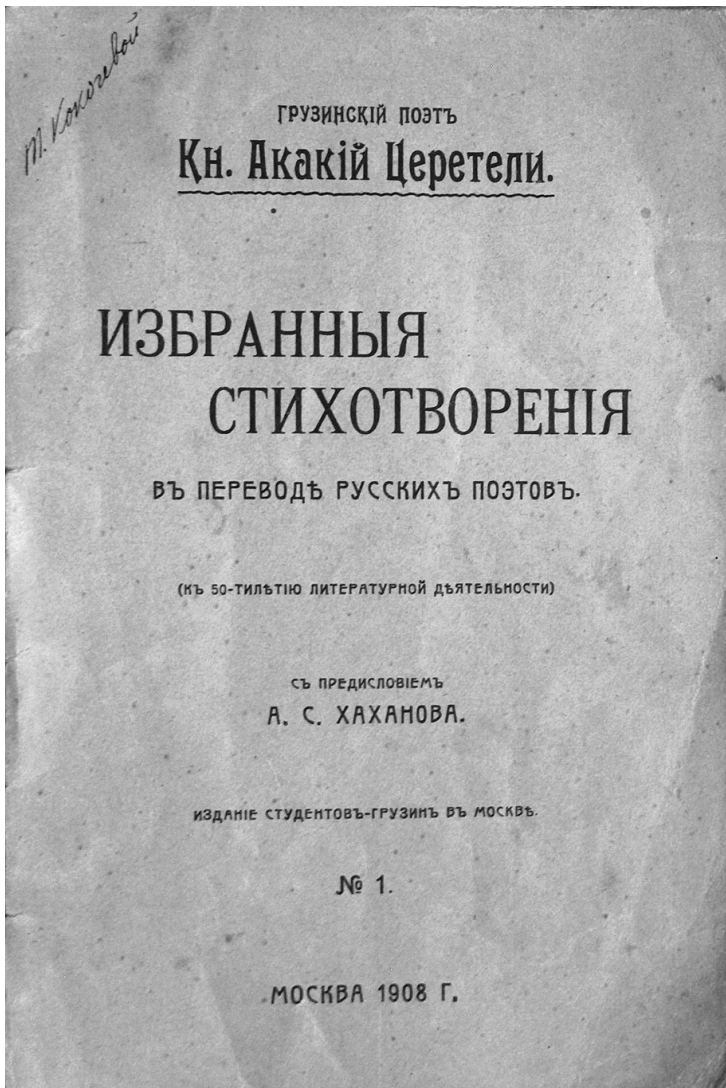 Т. Кокочевой
ГРУЗИНСКІЙ ПОЭТЪ
Кн. Акакій Церетели.
ИЗБРАННЫЯ
СТИХОТВОРЕНІЯ
ВЪ ПЕРЕВОДѢ РУССКИХЪ ПОЭТОВЪ.
(КЪ 50-ТИЛѢТІЮ ЛИТЕРАТУРНОЙ ДѢЯТЕЛЬНОСТИ)
СЪ ПРЕДИСЛОВІЕМЪ
А. С. ХАХАНОВА.
ИЗДАНІЕ СТУДЕНТОВЪ-ГРУЗИНЪ ВЪ МОСКВѢ.
№ 1.
МОСКВА 1908 Г.